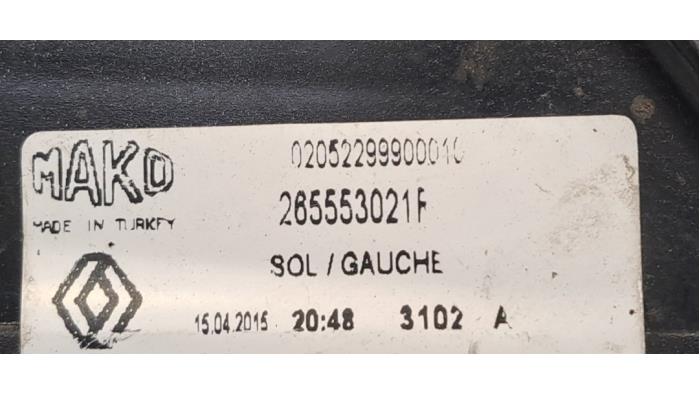 MAKO
02052299900010
MADE IN TURKEY
265553021R
SOL / GAUCHE
15.04.2015 20:48 3102 A